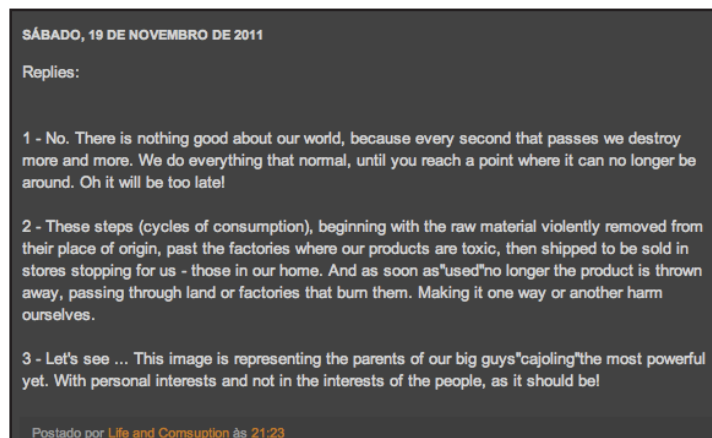 SÁBADO, 19 DE NOVEMBRO DE 2011
Replies:
1 - No. There is nothing good about our world, because every second that passes we destroy
more and more. We do everything that normal, until you reach a point where it can no longer be
around. Oh it will be too late!
2 - These steps (cycles of consumption), beginning with the raw material violently removed from
their place of origin, past the factories where our products are toxic, then shipped to be sold in
stores stopping for us - those in our home. And as soon as"used"no longer the product is thrown
away, passing through land or factories that burn them. Making it one way or another harm
ourselves.
3 - Let's see ... This image is representing the parents of our big guys"cajoling"the most powerful
yet. With personal interests and not in the interests of the people, as it should be!
Postado por Life and Comsuption às 21:23